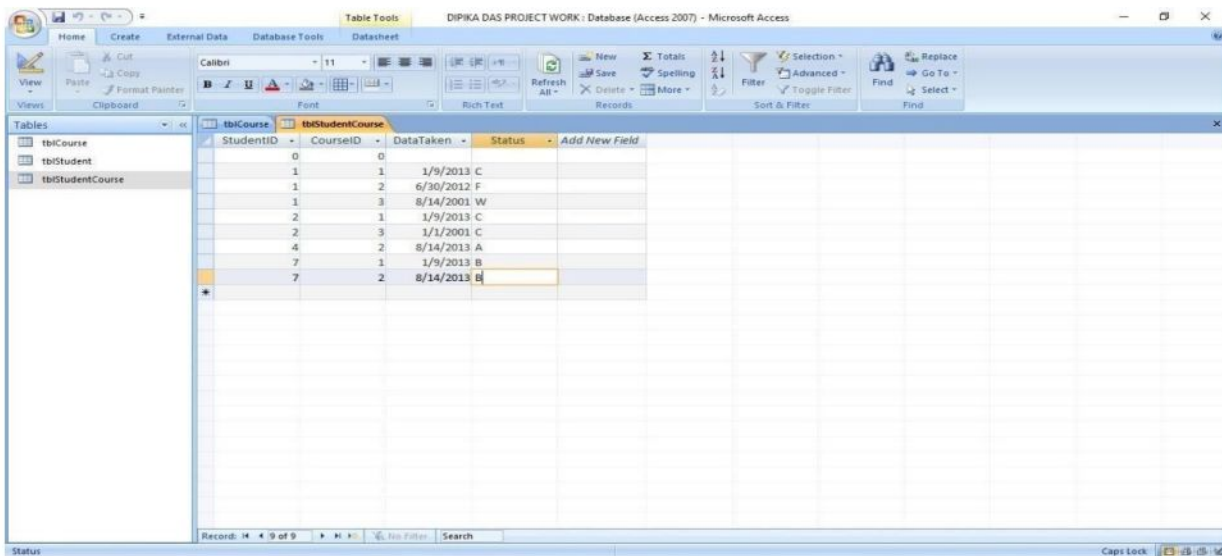 Table Tools DIPIKA DAS PROJECT WORK : Database (Access 2007) - Microsoft Access
Home Create External Data Database Tools Datasheet
View
Views
Paste
Cut
Copy
Format Painter
Clipboard
Calibri 11
B I U A
Font
Rich Text
Refresh All
New
Save
Delete
Σ Totals
Spelling
More
Records
Filter
Selection
Advanced
Toggle Filter
Sort & Filter
Find
Replace
Go To
Select
Find
Tables
tblCourse
tblStudent
tblStudentCourse
tblCourse tblStudentCourse
StudentID CourseID DataTaken Status Add New Field
0 0
1 1 1/9/2013 C
1 2 6/30/2012 F
1 3 8/14/2001 W
2 1 1/9/2013 C
2 3 1/1/2001 C
4 2 8/14/2013 A
7 1 1/9/2013 B
7 2 8/14/2013 B
Record: 9 of 9 No Filter Search
Status Caps Lock